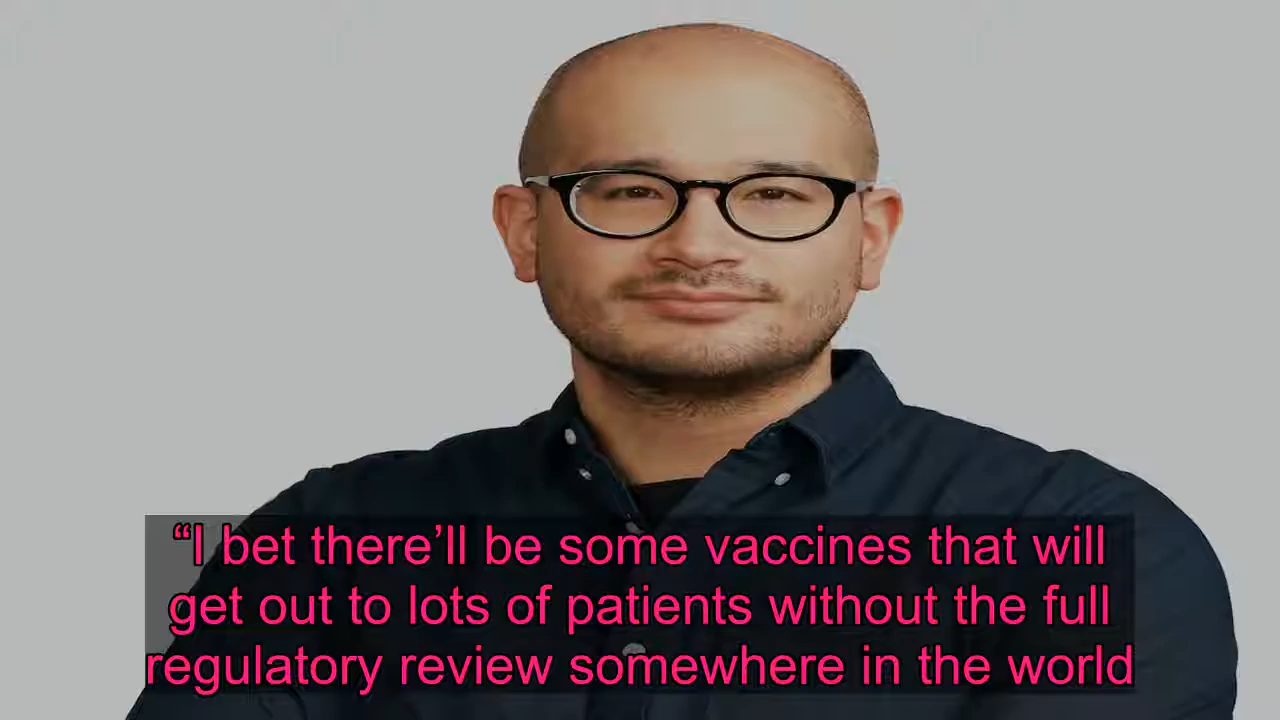 “I bet there’ll be some vaccines that will
get out to lots of patients without the full
regulatory review somewhere in the world